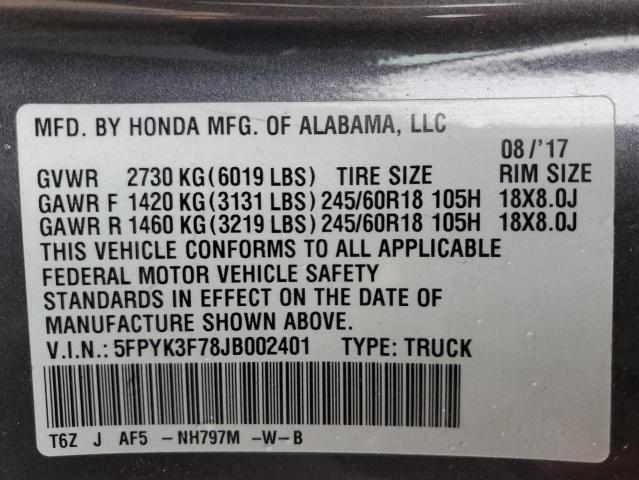 MFD. BY HONDA MFG. OF ALABAMA, LLC
08/'17
GVWR 2730 KG(6019 LBS) TIRE SIZE RIM SIZE
GAWR F 1420 KG(3131 LBS)245/60R18 105H 18X8.0J
GAWR R 1460 KG(3219 LBS)245/60R18 105H 18X8.0J
THIS VEHICLE CONFORMS TO ALL APPLICABLE
FEDERAL MOTOR VEHICLE SAFETY
STANDARDS IN EFFECT ON THE DATE OF
MANUFACTURE SHOWN ABOVE.
V.I.N.: 5FPYK3F78JB002401 TYPE: TRUCK
T6Z J AF5 -NH797M -W-B